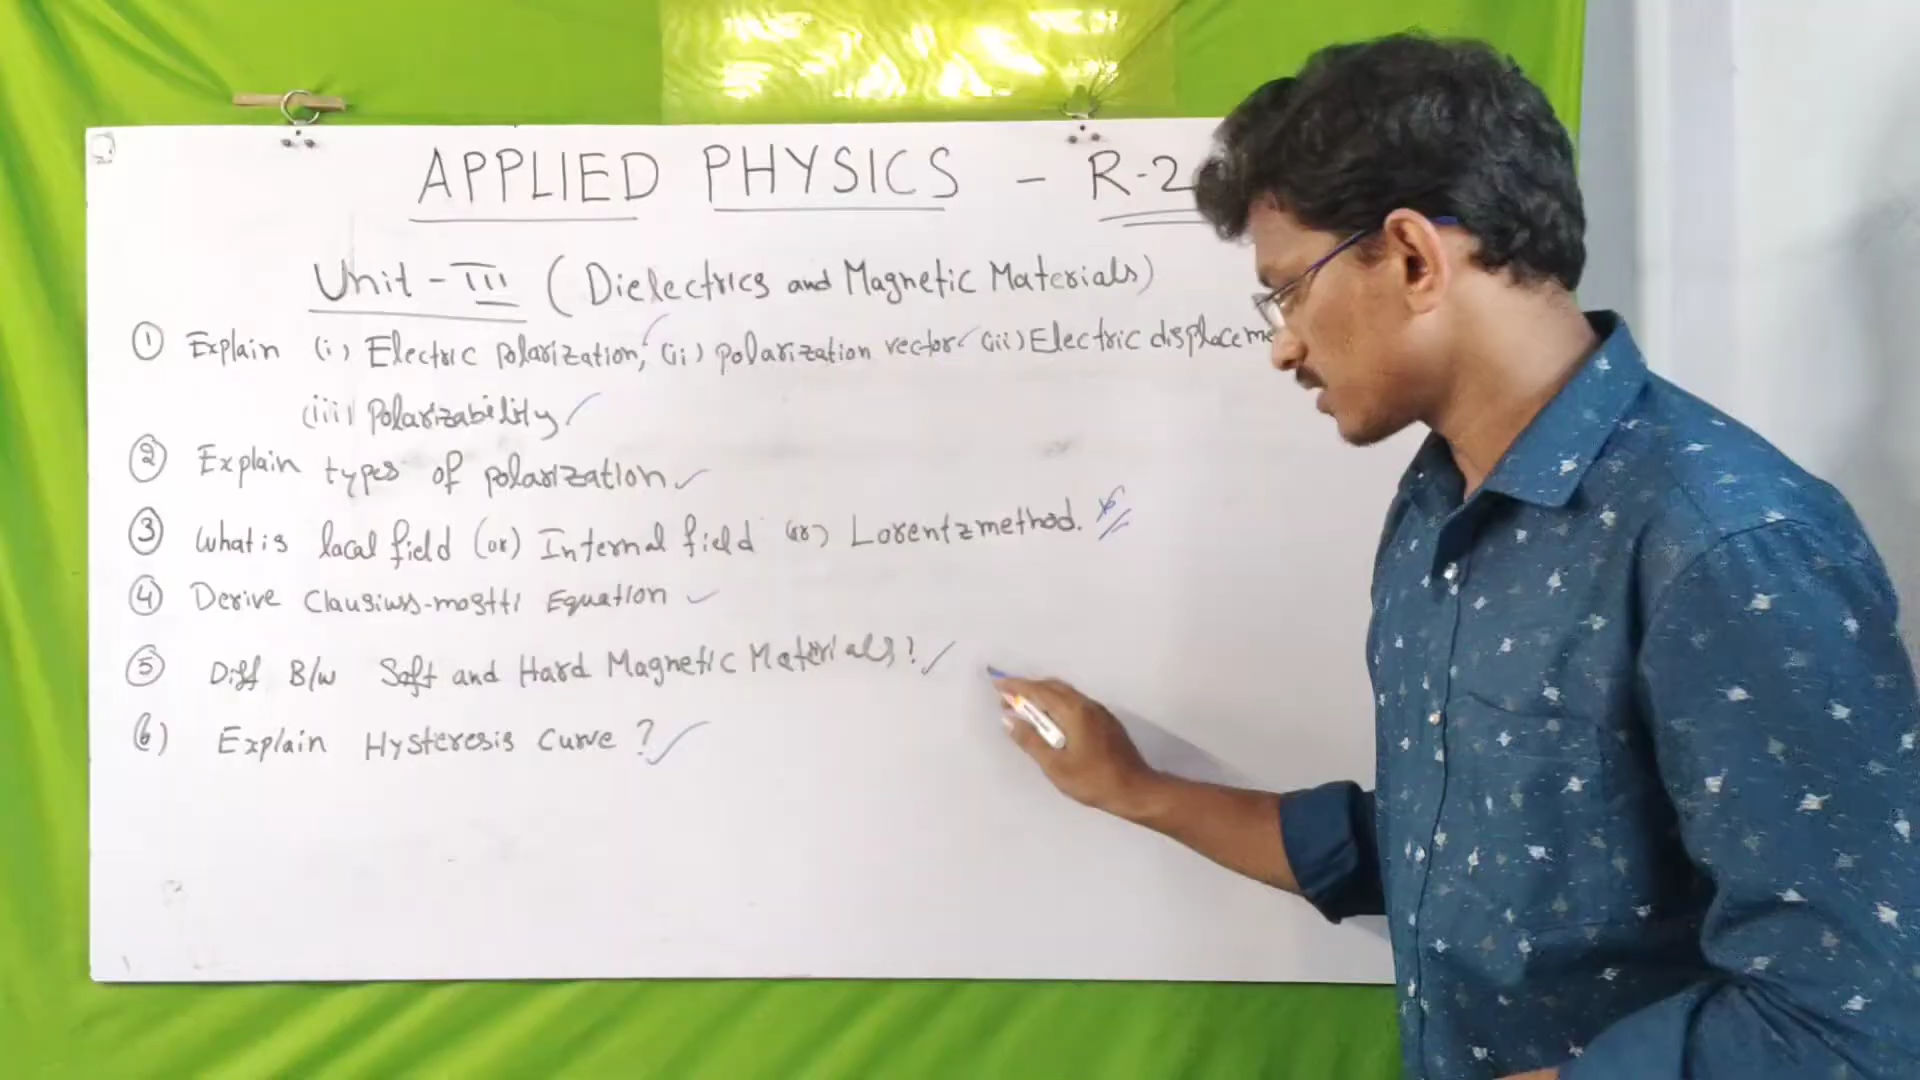 APPLIED PHYSICS - R-2
Unit - III (Dielectrics and Magnetic Materials)
① Explain (i) Electric polarization, (ii) polarization vector (iii) Electric displaceme
(iii) Polarizability
② Explain types of polarization
③ What is local field (or) Internal field (or) Lorentz method.
④ Derive Clausiuss-mostti Equation
⑤ Diff B/w Soft and Hard Magnetic Materials?
6) Explain Hysteresis Curve?